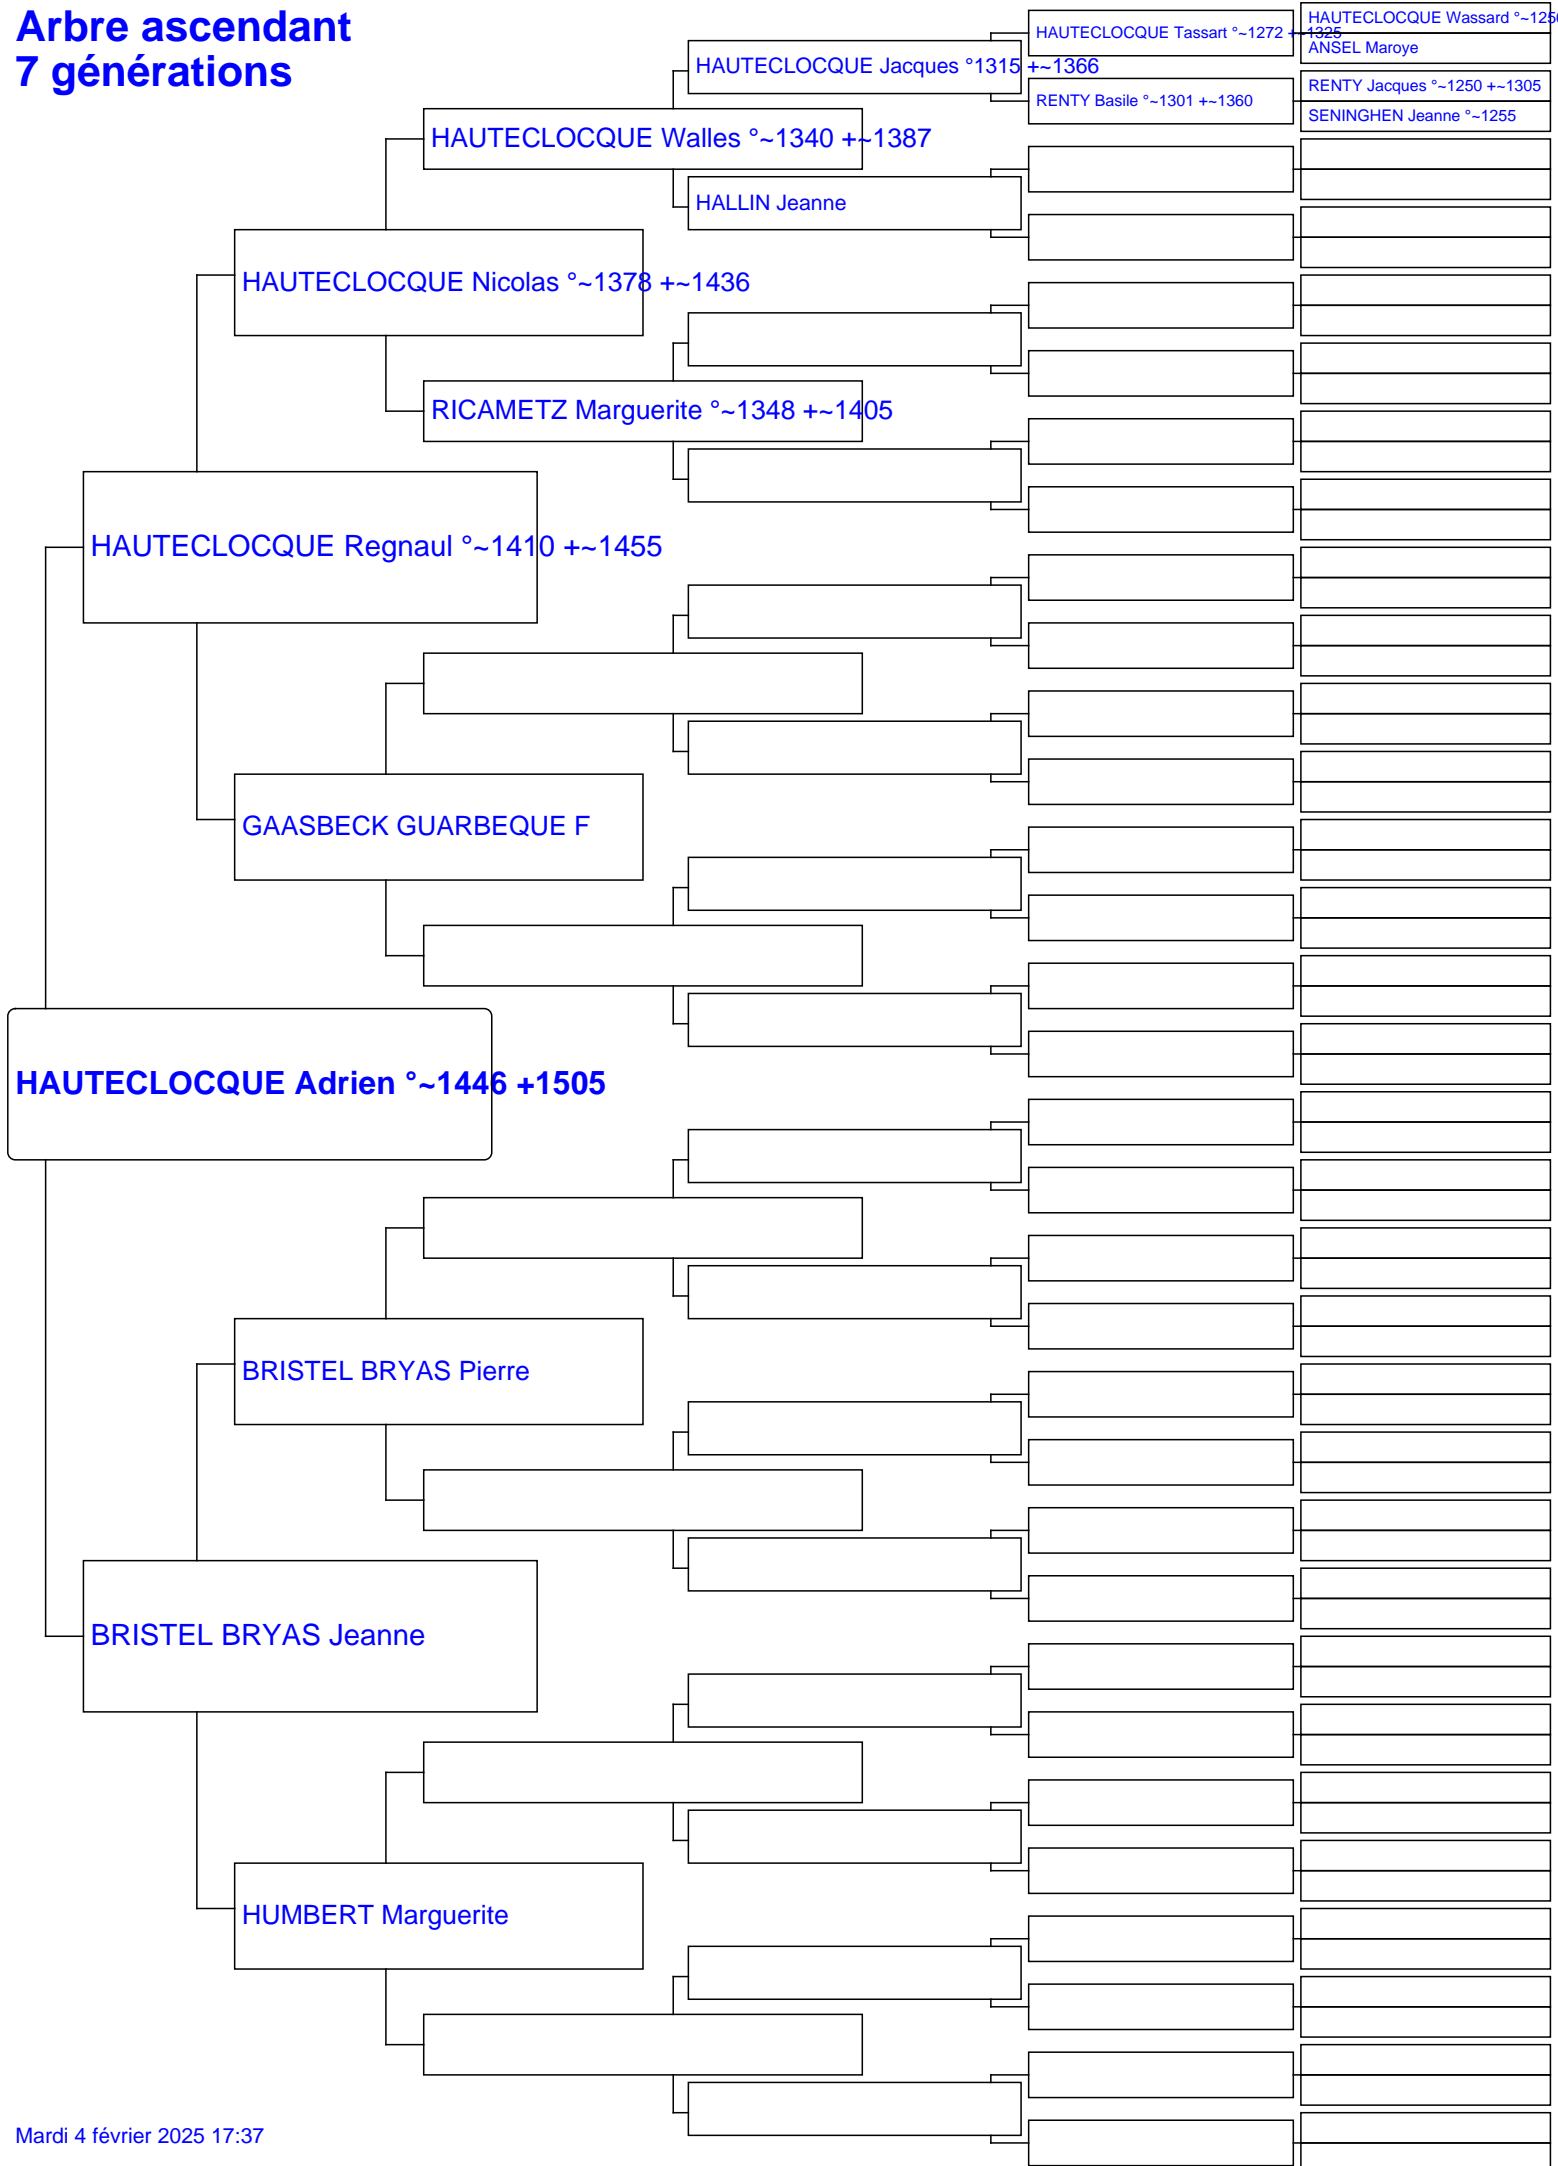 Arbre ascendant
7 générations
HAUTECLOCQUE Wassard °~1250
HAUTECLOCQUE Tassart °~1272 +~1325
ANSEL Maroye
HAUTECLOCQUE Jacques °1315 +~1366
RENTY Jacques °~1250 +~1305
RENTY Basile °~1301 +~1360
SENINGHEN Jeanne °~1255
HAUTECLOCQUE Walles °~1340 +~1387
HALLIN Jeanne
HAUTECLOCQUE Nicolas °~1378 +~1436
RICAMETZ Marguerite °~1348 +~1405
HAUTECLOCQUE Regnaul °~1410 +~1455
GAASBECK GUARBEQUE F
HAUTECLOCQUE Adrien °~1446 +1505
BRISTEL BRYAS Pierre
BRISTEL BRYAS Jeanne
HUMBERT Marguerite
Mardi 4 février 2025 17:37